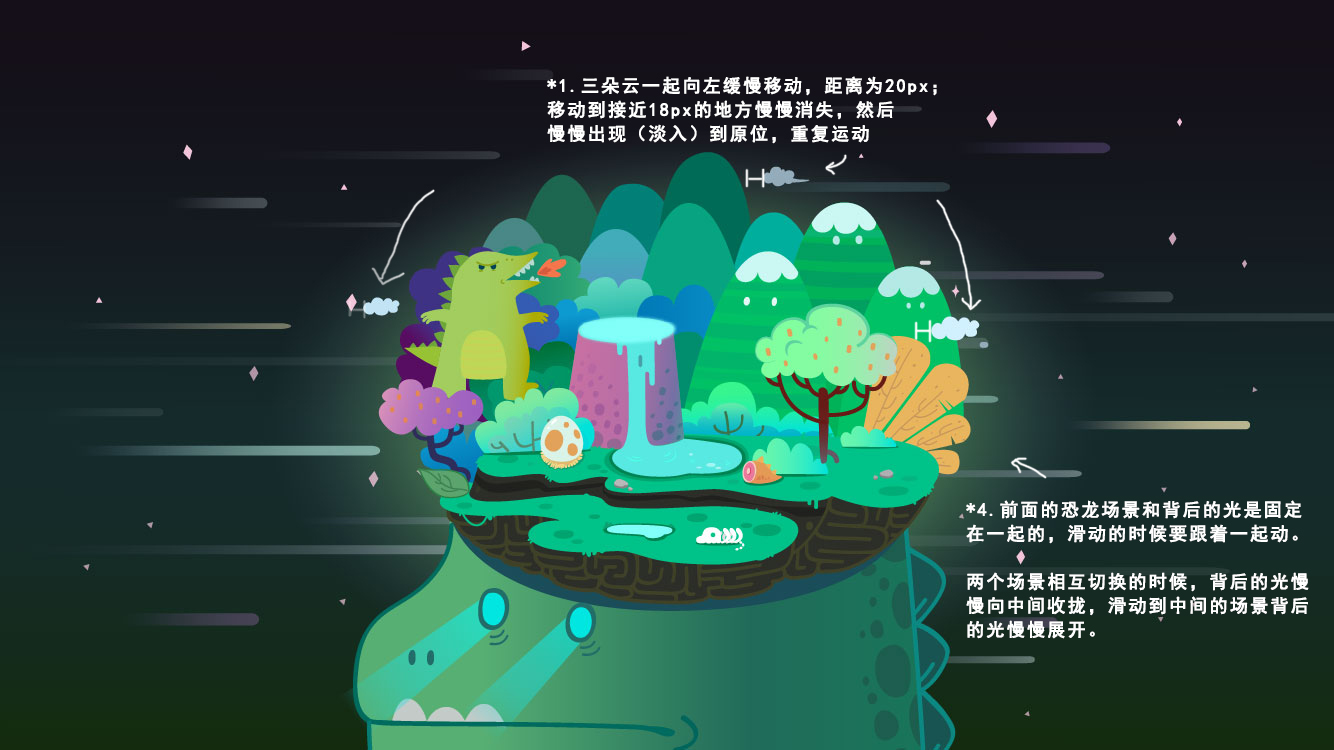 *1.三朵云一起向左缓慢移动，距离为20px；
移动到接近18px的地方慢慢消失，然后
慢慢出现（淡入）到原位，重复运动
*4.前面的恐龙场景和背后的光是固定
在一起的，滑动的时候要跟着一起动。
两个场景相互切换的时候，背后的光慢
慢向中间收拢，滑动到中间的场景背后
的光慢慢展开。